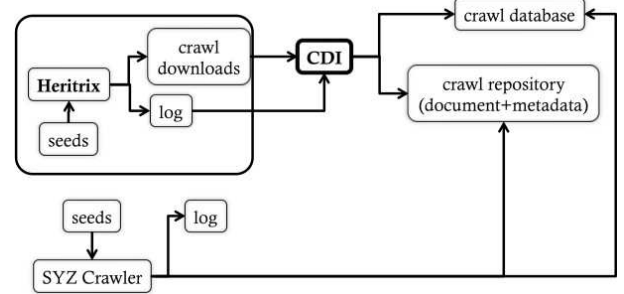 crawl
downloads
CDI
crawl database
Heritrix
log
crawl repository
(document+metadata)
seeds
seeds
log
SYZ Crawler